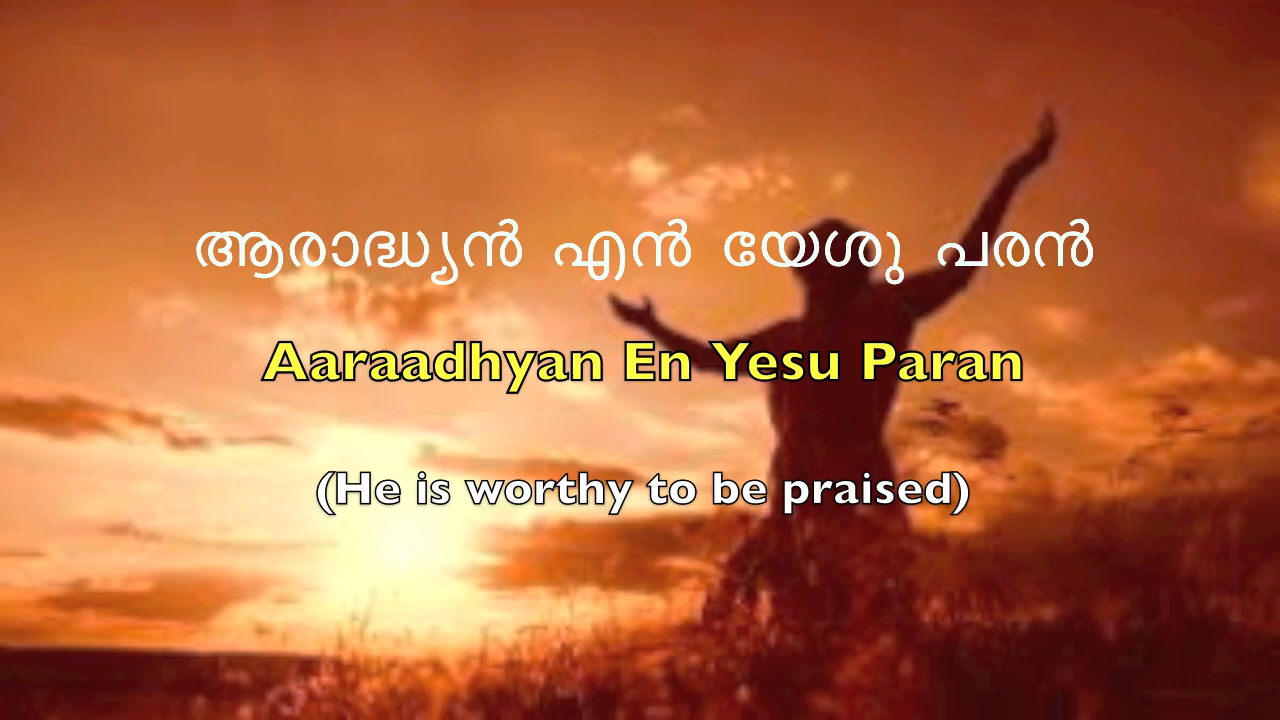 ആരാദ്ധ്യൻ എൻ യേശു പരൻ
Aaraadhyan En Yesu Paran
(He is worthy to be praised)